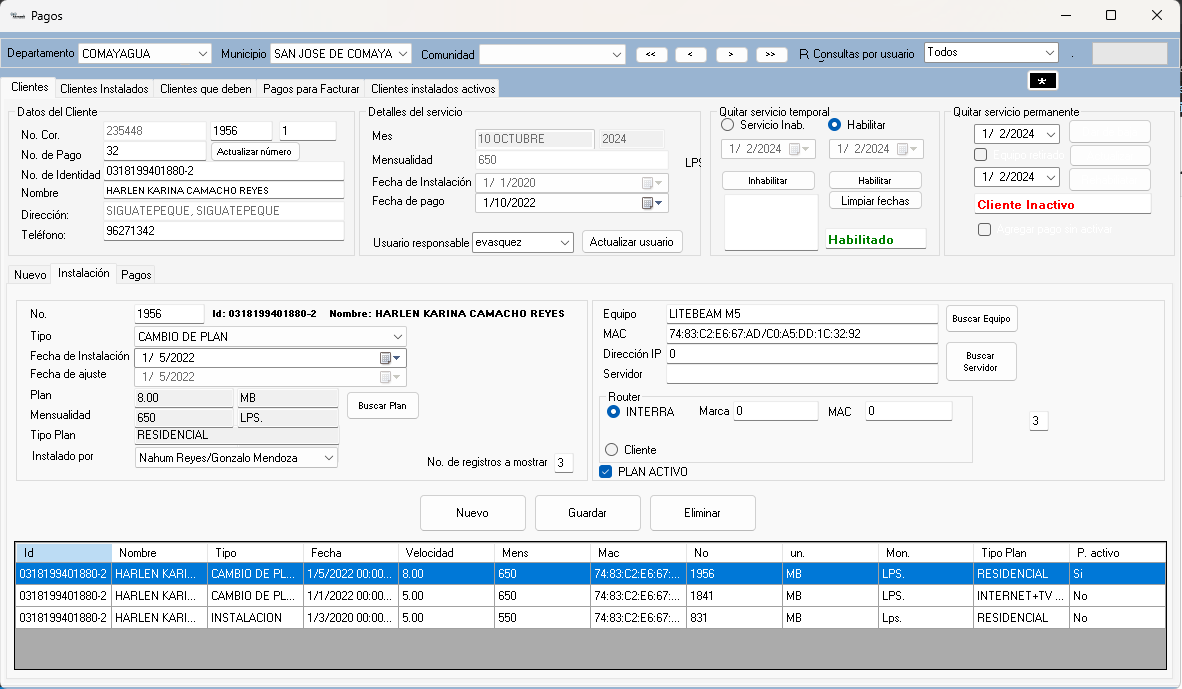 Pagos
Departamento COMAYAGUA Municipio SAN JOSE DE COMAYA Comunidad << < > >> R Consultas por usuario Todos .
*
Clientes Clientes Instalados Clientes que deben Pagos para Facturar Clientes instalados activos
Datos del Cliente
No. Cor. 235448 1956 1
No. de Pago 32 Actualizar número
No. de Identidad 0318199401880-2
Nombre HARLEN KARINA CAMACHO REYES
Dirección: SIGUATEPEQUE, SIGUATEPEQUE
Teléfono: 96271342
Detalles del servicio
Mes 10 OCTUBRE 2024
Mensualidad 650 LPS
Fecha de Instalación 1/ 1/2020
Fecha de pago 1/10/2022
Usuario responsable evasquez Actualizar usuario
Quitar servicio temporal
Servicio Inab. Habilitar
1/ 2/2024 1/ 2/2024
Inhabilitar Habilitar
Limpiar fechas
Habilitado
Quitar servicio permanente
1/ 2/2024
1/ 2/2024
Cliente Inactivo
Agregar pago sin activar
Nuevo Instalación Pagos
No. 1956 Id: 0318199401880-2 Nombre: HARLEN KARINA CAMACHO REYES
Tipo CAMBIO DE PLAN
Fecha de Instalación 1/ 5/2022
Fecha de ajuste 1/ 5/2022
Plan 8.00 MB
Mensualidad 650 LPS. Buscar Plan
Tipo Plan RESIDENCIAL
Instalado por Nahum Reyes/Gonzalo Mendoza
No. de registros a mostrar 3
Equipo LITEBEAM M5 Buscar Equipo
MAC 74:83:C2:E6:67:AD/C0:A5:DD:1C:32:92
Dirección IP 0
Servidor Buscar Servidor
Router
INTERRA Marca 0 MAC 0
3
Cliente
PLAN ACTIVO
Nuevo Guardar Eliminar
Id Nombre Tipo Fecha Velocidad Mens Mac No un. Mon. Tipo Plan P. activo
0318199401880-2 HARLEN KARI... CAMBIO DE PL... 1/5/2022 00:00... 8.00 650 74:83:C2:E6:67:... 1956 MB LPS. RESIDENCIAL Si
0318199401880-2 HARLEN KARI... CAMBIO DE PL... 1/1/2022 00:00... 5.00 650 74:83:C2:E6:67:... 1841 MB LPS. INTERNET+TV ... No
0318199401880-2 HARLEN KARI... INSTALACION 1/3/2020 00:00... 5.00 550 74:83:C2:E6:67:... 831 MB Lps. RESIDENCIAL No